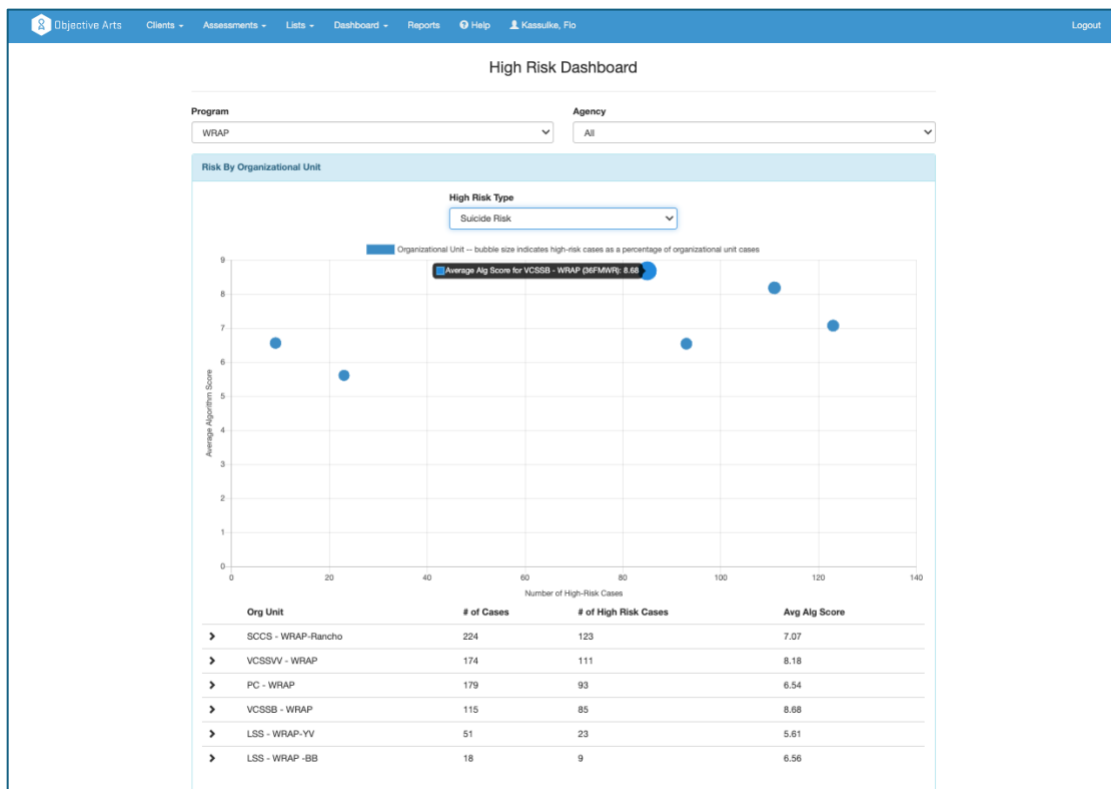 Objective Arts Clients Assessments Lists Dashboard Reports Help Kassulke, Flo Logout
High Risk Dashboard
Program Agency
WRAP All
Risk By Organizational Unit
High Risk Type
Suicide Risk
Organizational Unit -- bubble size indicates high-risk cases as a percentage of organizational unit cases
9
Average Alg Score for VCSSB - WRAP (36FMWR): 8.68
8
7
6
5
4
3
2
1
0
Average Algorithm Score
0 20 40 60 80 100 120 140
Number of High-Risk Cases
Org Unit # of Cases # of High Risk Cases Avg Alg Score
SCCS - WRAP-Rancho 224 123 7.07
VCSSVV - WRAP 174 111 8.18
PC - WRAP 179 93 6.54
VCSSB - WRAP 115 85 8.68
LSS - WRAP-YV 51 23 5.61
LSS - WRAP -BB 18 9 6.56